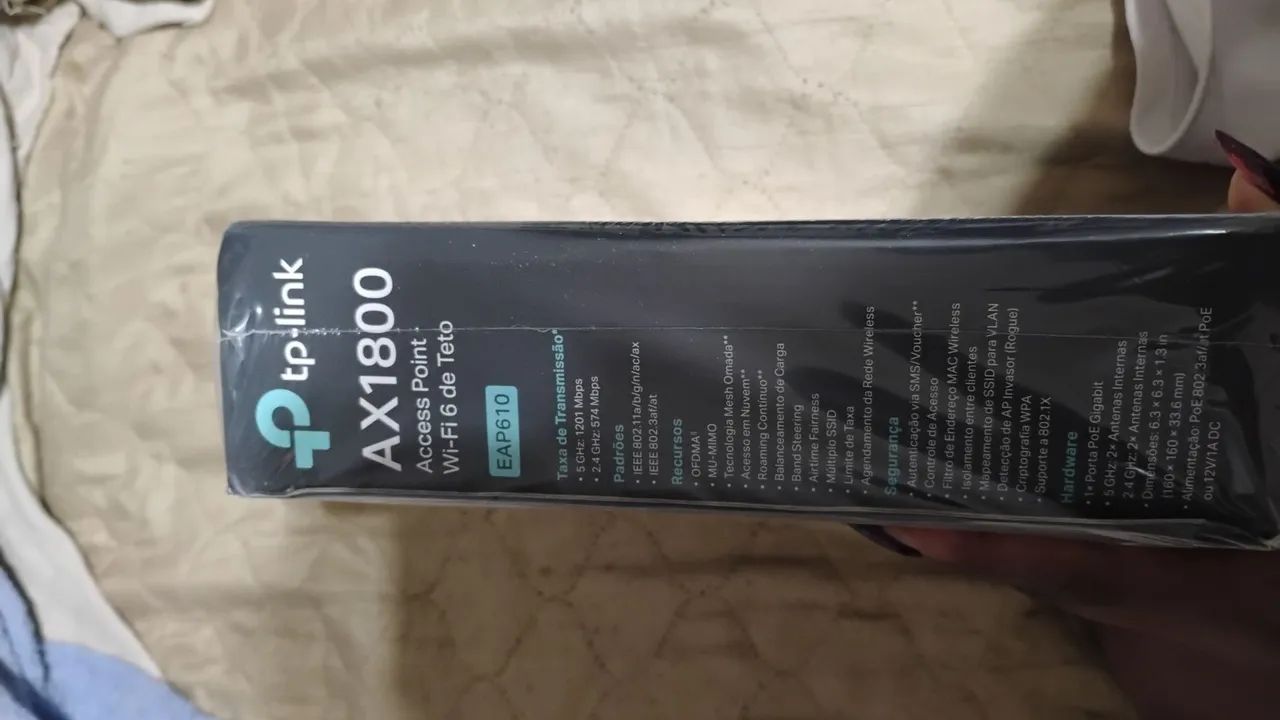 tp-link
AX1800
Access Point
Wi-Fi 6 de Teto
EAP610
Taxa de Transmissão*
• 5 GHz: 1201 Mbps
• 2.4 GHz: 574 Mbps
Padrões
• IEEE 802.11a/b/g/n/ac/ax
• IEEE 802.3af/at
Recursos
• OFDMA¹
• MU-MIMO
• Tecnologia Mesh Omada**
• Acesso em Nuvem**
• Roaming Contínuo**
• Balanceamento de Carga
• Band Steering
• Airtime Fairness
• Múltiplo SSID
• Limite de Taxa
• Agendamento da Rede Wireless
Segurança
• Autenticação via SMS/Voucher**
• Controle de Acesso
• Filtro de Endereço MAC Wireless
• Isolamento entre clientes
• Mapeamento de SSID para VLAN
• Detecção de AP Invasor (Rogue)
• Criptografia WPA
• Suporte a 802.1X
Hardware
• 1× Porta PoE Gigabit
• 5 GHz: 2× Antenas Internas
2.4 GHz: 2× Antenas Internas
• Dimensões: 6.3 × 6.3 × 1.3 in
(160 × 160 × 33.6 mm)
• Alimentação: PoE 802.3af/at PoE
ou 12V/1A DC